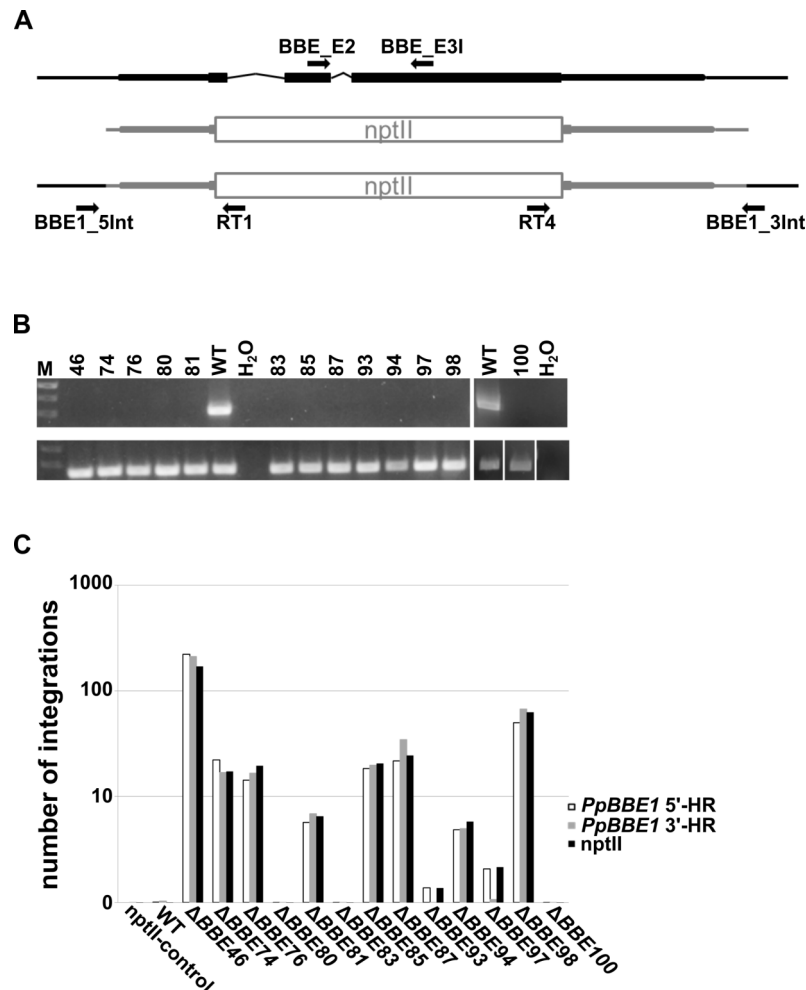 A
BBE_E2 BBE_E3I
nptII
nptII
BBE1_5Int RT1 RT4 BBE1_3Int
B
M 46 74 76 80 81 WT H₂O 83 85 87 93 94 97 98 WT 100 H₂O
C
number of integrations
1000
100
10
0
PpBBE1 5'-HR
PpBBE1 3'-HR
nptII
nptII-control WT ΔBBE46 ΔBBE74 ΔBBE76 ΔBBE80 ΔBBE81 ΔBBE83 ΔBBE85 ΔBBE87 ΔBBE93 ΔBBE94 ΔBBE97 ΔBBE98 ΔBBE100